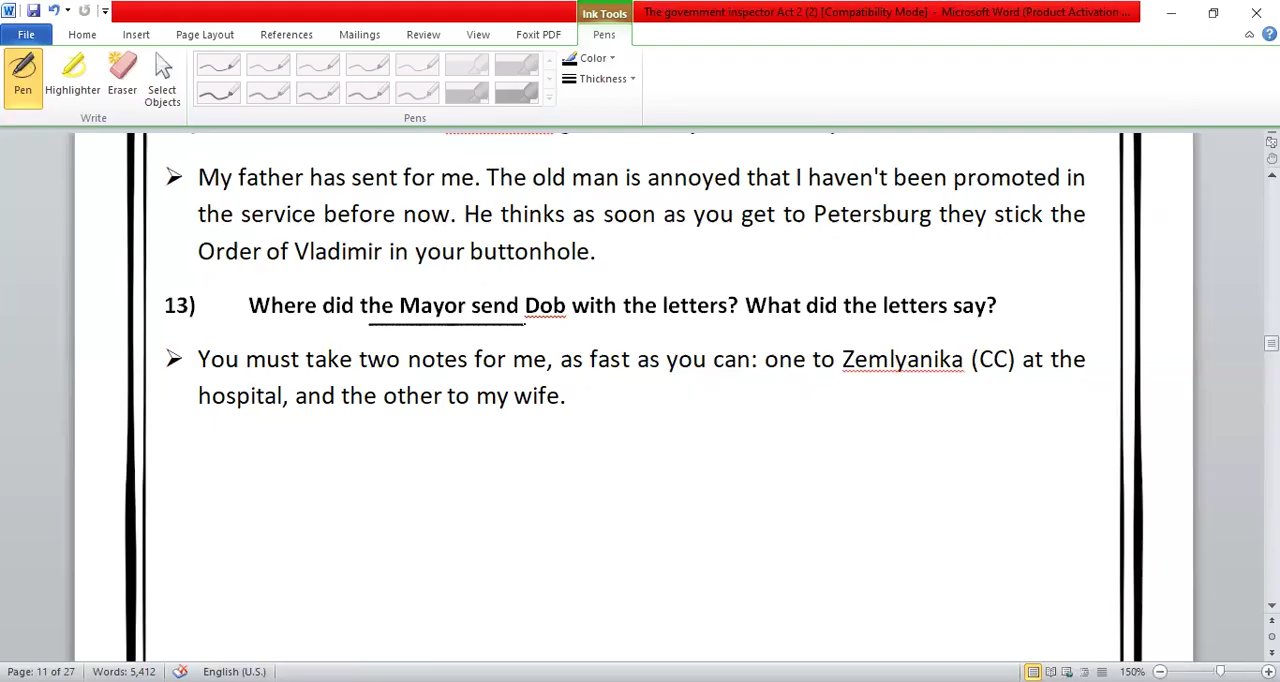 Ink Tools
The government inspector Act 2 (2) [Compatibility Mode] - Microsoft Word (Product Activation ...
File Home Insert Page Layout References Mailings Review View Foxit PDF Pens
Pen Highlighter Eraser Select Objects
Color
Thickness
Write Pens
➢ My father has sent for me. The old man is annoyed that I haven't been promoted in
the service before now. He thinks as soon as you get to Petersburg they stick the
Order of Vladimir in your buttonhole.
13) Where did the Mayor send Dob with the letters? What did the letters say?
➢ You must take two notes for me, as fast as you can: one to Zemlyanika (CC) at the
hospital, and the other to my wife.
Page: 11 of 27 Words: 5,412 English (U.S.) 150%